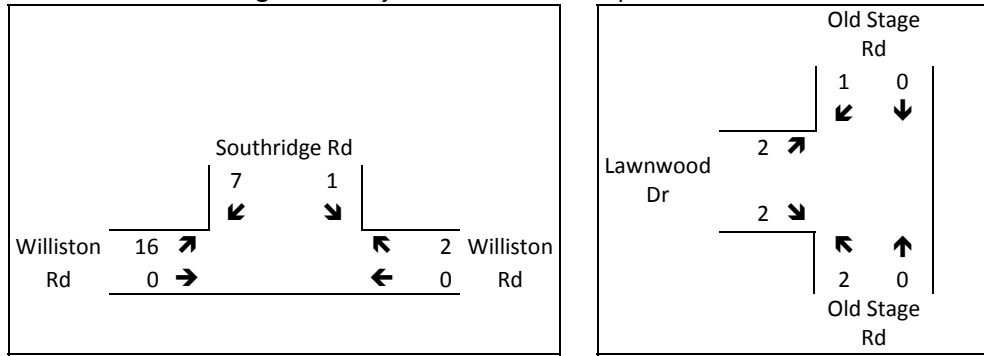 Southridge Rd
7 1
Williston 16 2 Williston
Rd 0 0 Rd
Old Stage
Rd
1 0
2
Lawnwood
Dr
2
2 0
Old Stage
Rd